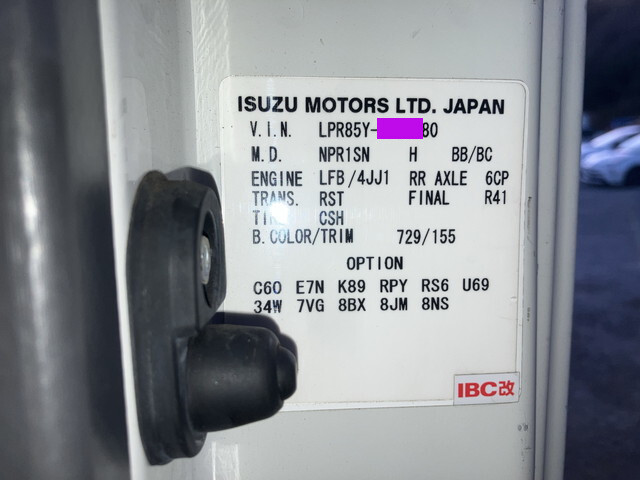 ISUZU MOTORS LTD. JAPAN
V.I.N. LPR85Y- 80
M.D. NPR1SN H BB/BC
ENGINE LFB/4JJ1 RR AXLE 6CP
TRANS. RST FINAL R41
CSH
B.COLOR/TRIM 729/155
OPTION
C60 E7N K89 RPY RS6 U69
34W 7VG 8BX 8JM 8NS
IBC改